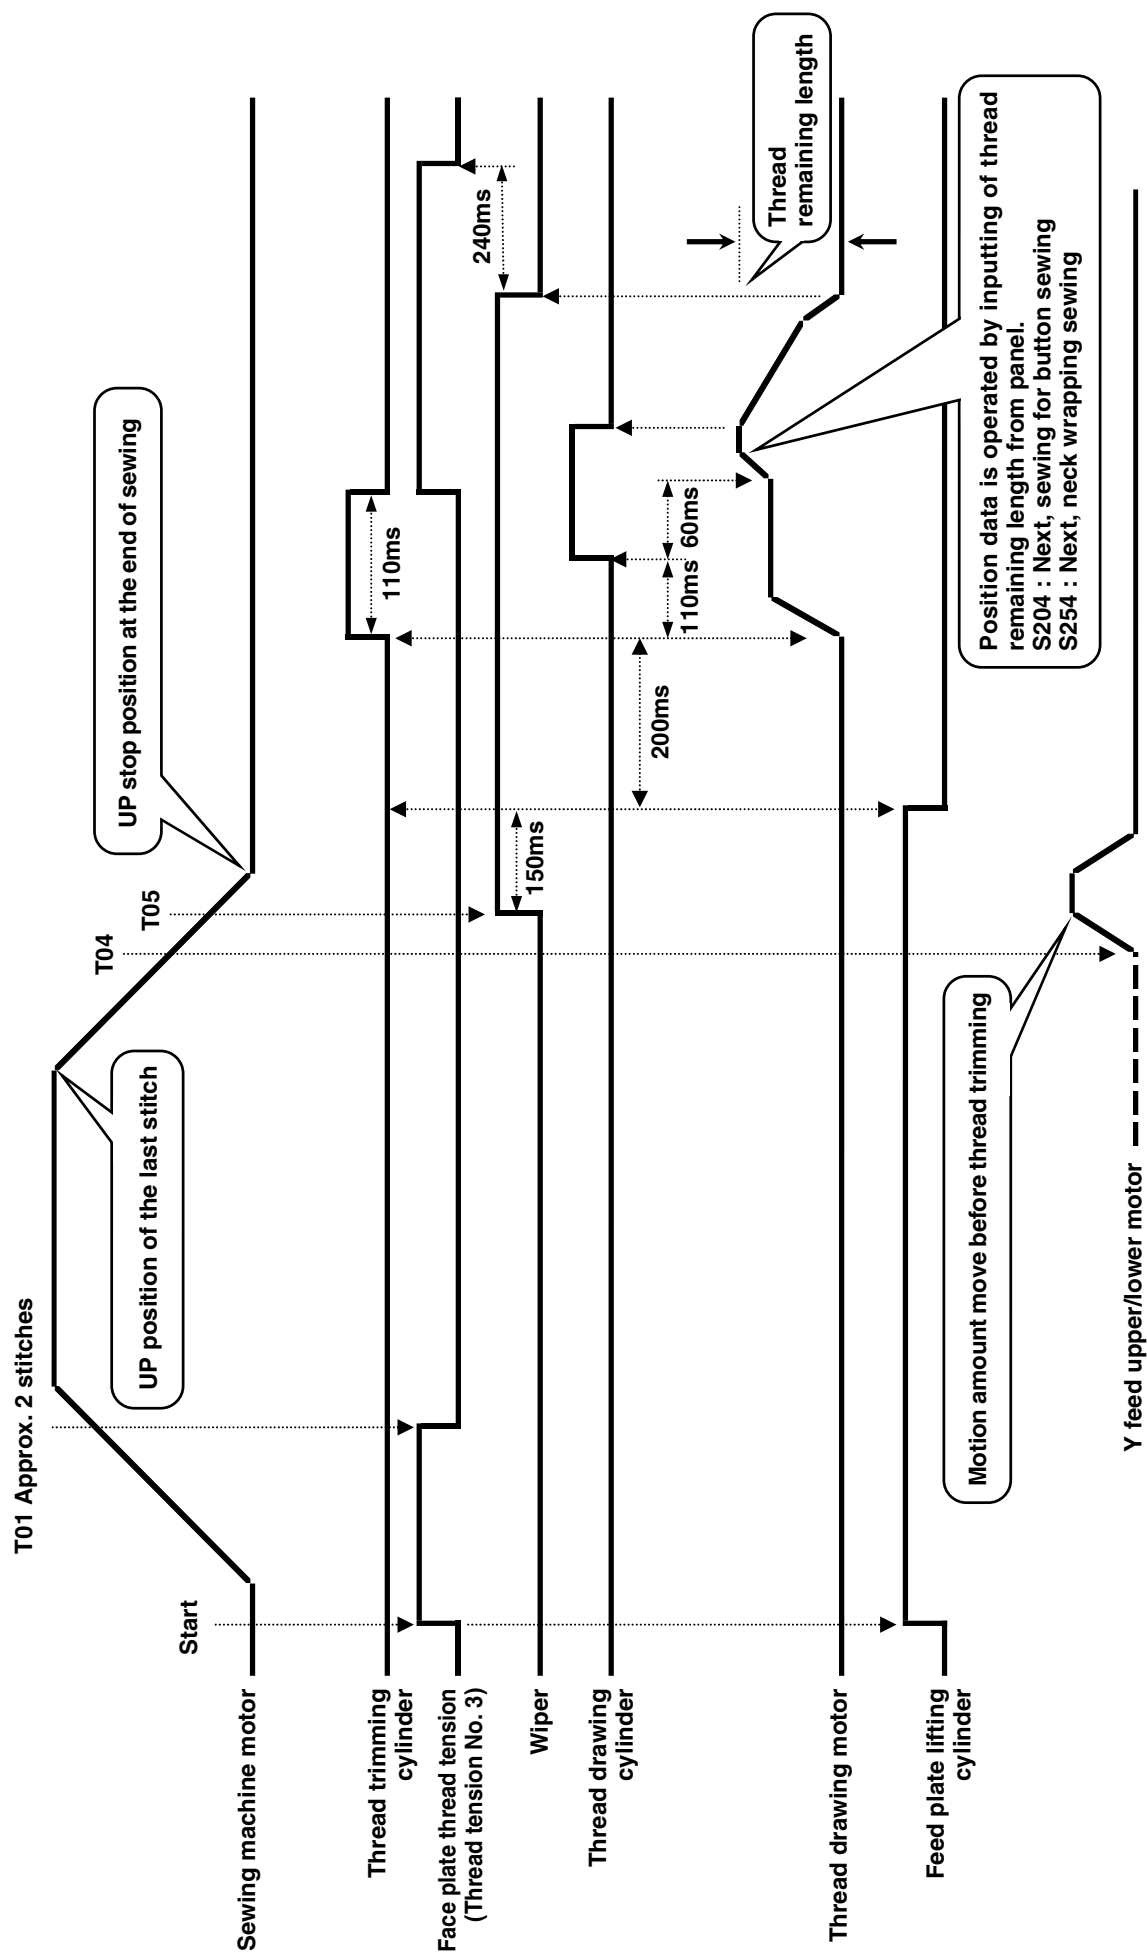 T01 Approx. 2 stitches
Start
UP position of the last stitch
T04
T05
UP stop position at the end of sewing
Sewing machine motor
Thread trimming
cylinder
110ms
Face plate thread tension
(Thread tension No. 3)
240ms
Wiper
150ms
Thread drawing
cylinder
200ms
110ms
60ms
Thread
remaining length
Thread drawing motor
Feed plate lifting
cylinder
Motion amount move before thread trimming
Position data is operated by inputting of thread
remaining length from panel.
S204 : Next, sewing for button sewing
S254 : Next, neck wrapping sewing
Y feed upper/lower motor